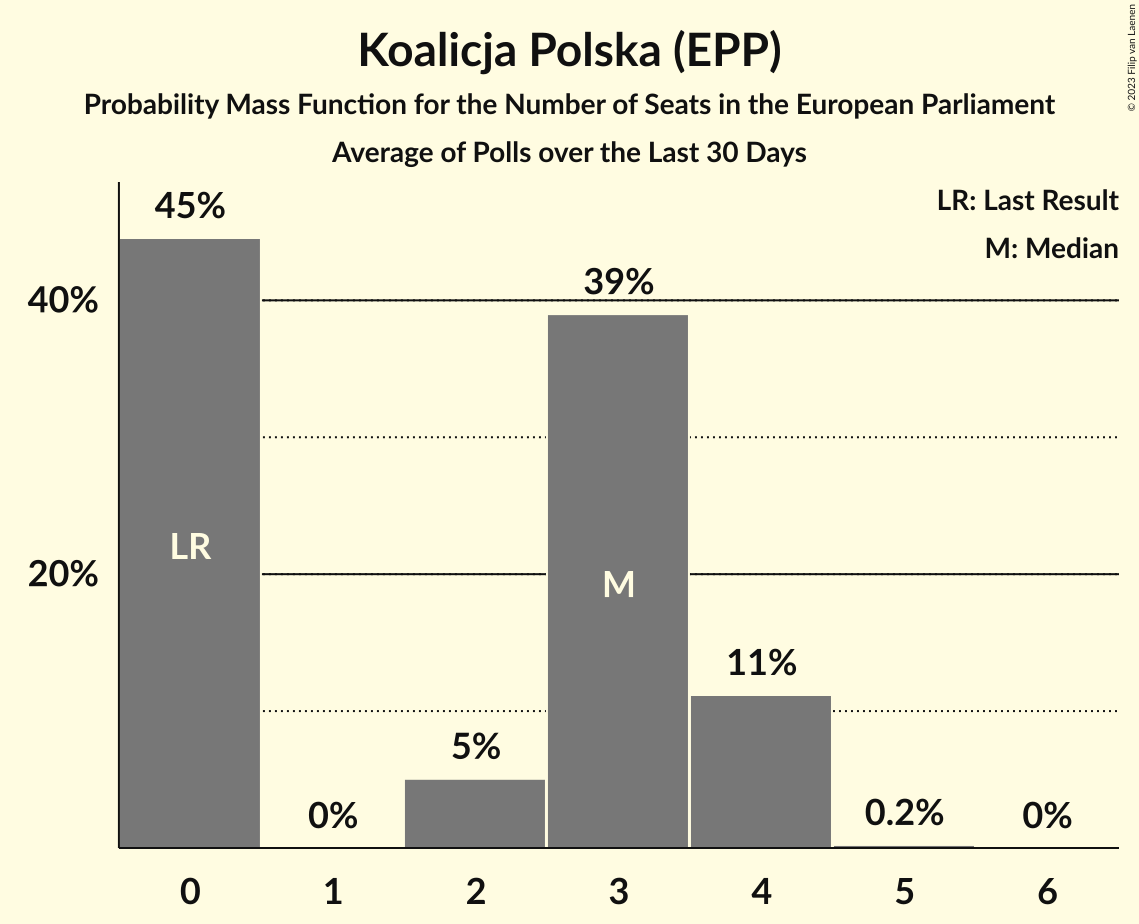 Koalicja Polska (EPP)
Probability Mass Function for the Number of Seats in the European Parliament
Average of Polls over the Last 30 Days
© 2023 Filip van Laenen
LR: Last Result
M: Median
45%
39%
40%
LR
20%
M
11%
5%
0%
0.2%
0%
0 1 2 3 4 5 6